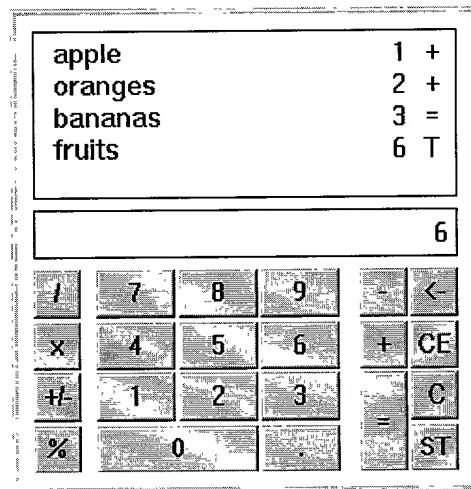 apple 1 +
oranges 2 +
bananas 3 =
fruits 6 T
6
/ 7 8 9 - <-
x 4 5 6 + CE
+/- 1 2 3 = C
% 0 . ST